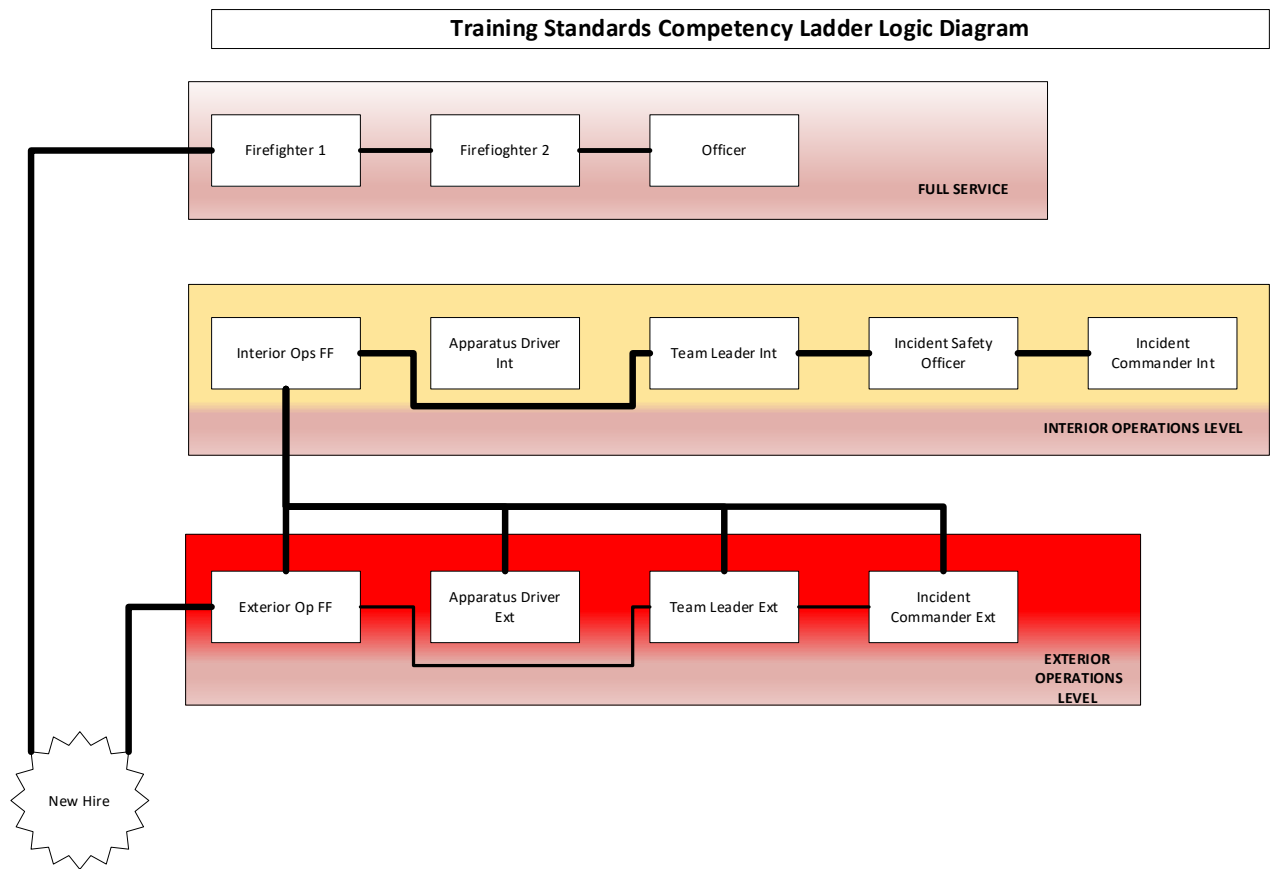 Training Standards Competency Ladder Logic Diagram
Firefighter 1
Firefioghter 2
Officer
FULL SERVICE
Interior Ops FF
Apparatus Driver
Int
Team Leader Int
Incident Safety
Officer
Incident
Commander Int
INTERIOR OPERATIONS LEVEL
Exterior Op FF
Apparatus Driver
Ext
Team Leader Ext
Incident
Commander Ext
EXTERIOR
OPERATIONS
LEVEL
New Hire